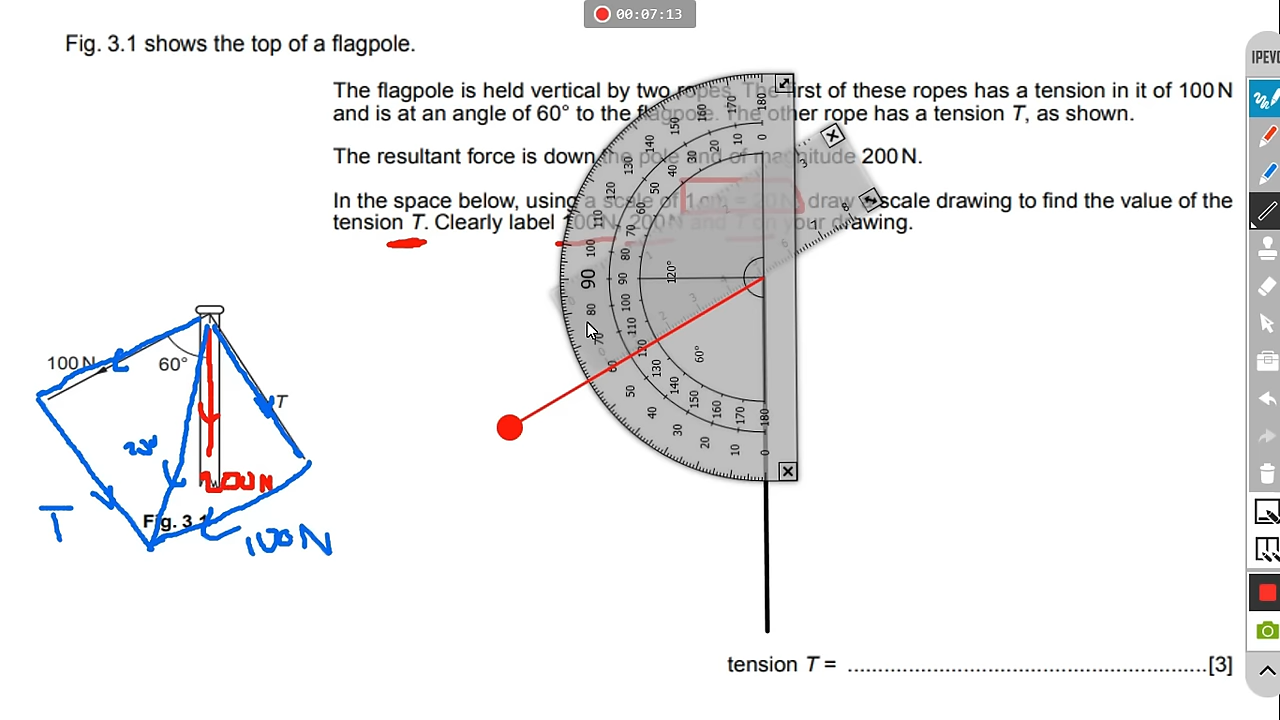 00:07:13
IPEVO
Fig. 3.1 shows the top of a flagpole.
The flagpole is held vertical by two ropes. The first of these ropes has a tension in it of 100 N
and is at an angle of 60° to the flagpole. The other rope has a tension T, as shown.
The resultant force is down the pole and of magnitude 200 N.
In the space below, using a scale of 1 cm = 20 N, draw a scale drawing to find the value of the
tension T. Clearly label 100 N, 200 N and T on your drawing.
100 N
60°
T
200N
T
Fig. 3.1
100N
120°
60°
tension T = ........................................................[3]